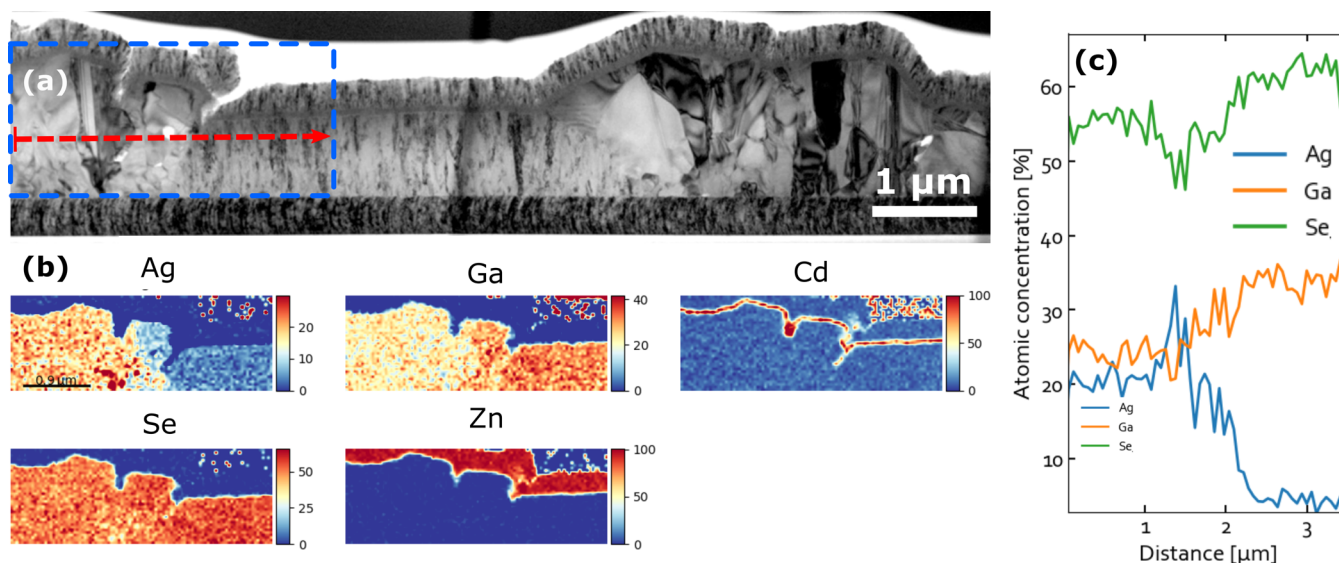 (a)
1 µm
(b)
Ag
Ga
Cd
20
10
0
0.9 µm
40
20
0
100
50
0
Se
Zn
50
25
0
100
50
0
(c)
60
50
40
30
20
10
Atomic concentration [%]
Ag
Ga
Se
Ag
Ga
Se
1
2
3
Distance [µm]